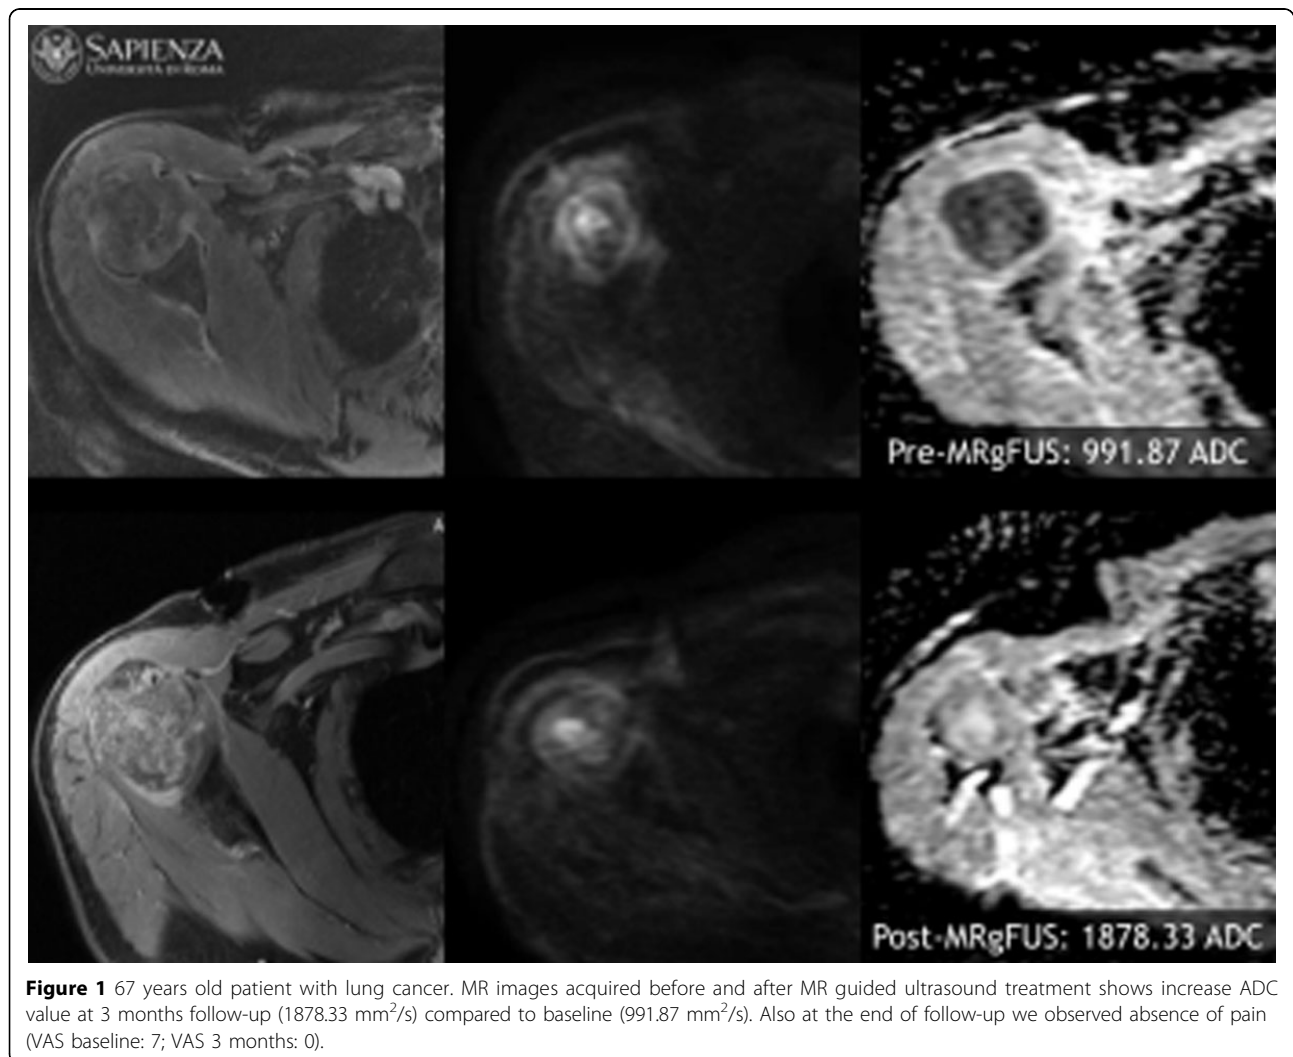 SAPIENZA
UNIVERSITÀ DI ROMA
Pre-MRgFUS: 991.87 ADC
A
Post-MRgFUS: 1878.33 ADC
Figure 1 67 years old patient with lung cancer. MR images acquired before and after MR guided ultrasound treatment shows increase ADC
value at 3 months follow-up (1878.33 mm²/s) compared to baseline (991.87 mm²/s). Also at the end of follow-up we observed absence of pain
(VAS baseline: 7; VAS 3 months: 0).